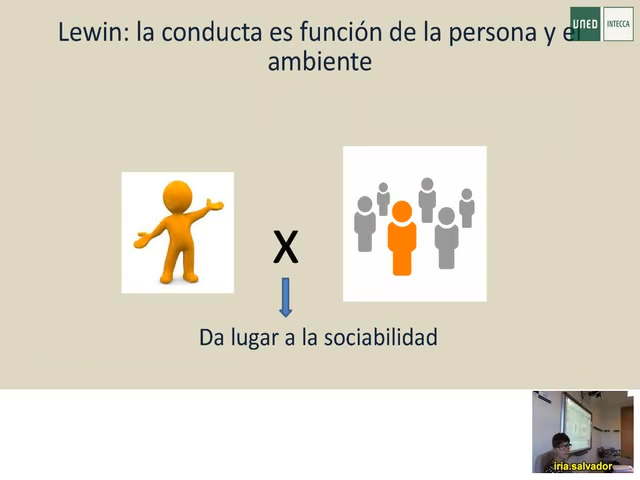 Lewin: la conducta es función de la persona y el
ambiente
UNED
INTECCA
X
Da lugar a la sociabilidad
iria.salvador